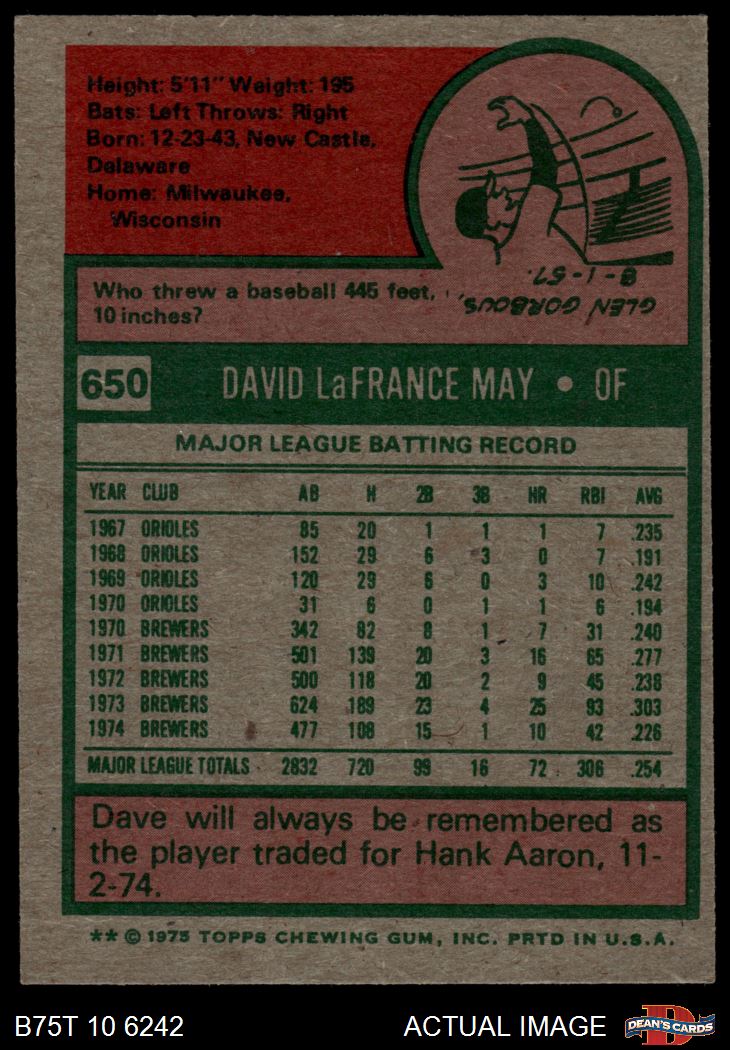 Height: 5'11" Weight: 195
Bats: Left Throws: Right
Born: 12-23-43, New Castle,
Delaware
Home: Milwaukee,
Wisconsin
Who threw a baseball 445 feet,
10 inches?
GLEN GORBOUS,
8-1-57.
650 DAVID LaFRANCE MAY • OF
MAJOR LEAGUE BATTING RECORD
YEAR CLUB AB H 2B 3B HR RBI AVG
1967 ORIOLES 85 20 1 1 1 7 .235
1968 ORIOLES 152 29 6 3 0 7 .191
1969 ORIOLES 120 29 6 0 3 10 .242
1970 ORIOLES 31 6 0 1 1 6 .194
1970 BREWERS 342 82 8 1 7 31 .240
1971 BREWERS 501 139 20 3 16 65 .277
1972 BREWERS 500 118 20 2 9 45 .238
1973 BREWERS 624 189 23 4 25 93 .303
1974 BREWERS 477 108 15 1 10 42 .226
MAJOR LEAGUE TOTALS 2832 720 99 16 72 306 .254
Dave will always be remembered as
the player traded for Hank Aaron, 11-
2-74.
** © 1975 TOPPS CHEWING GUM, INC. PRTD IN U.S.A.
B75T 10 6242 ACTUAL IMAGE D DEAN'S CARDS